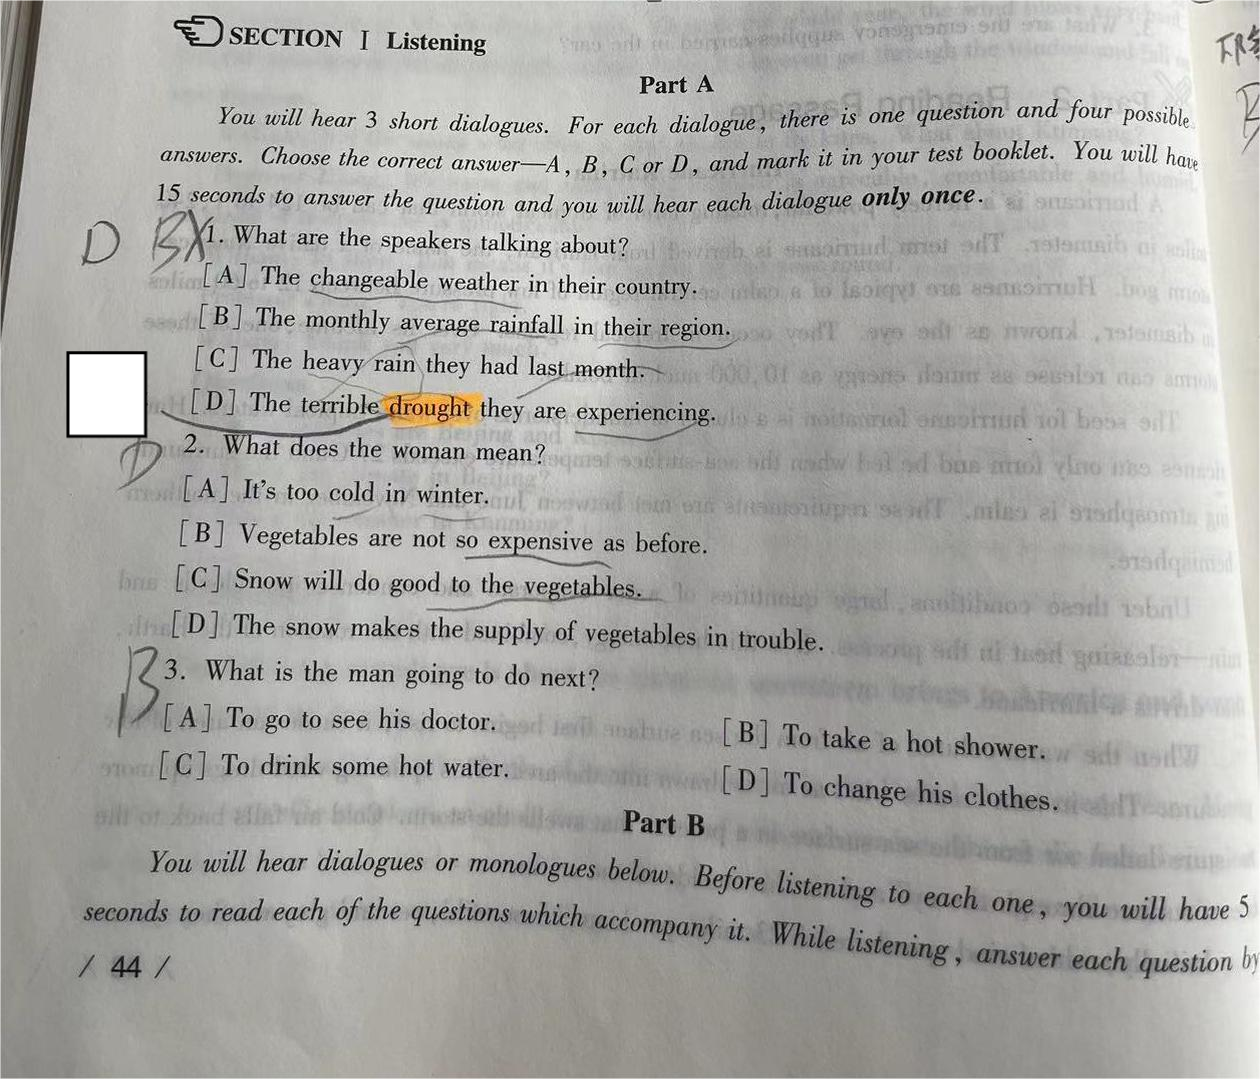 SECTION I Listening
Part A
You will hear 3 short dialogues. For each dialogue, there is one question and four possible
answers. Choose the correct answer—A, B, C or D, and mark it in your test booklet. You will have
15 seconds to answer the question and you will hear each dialogue only once.
D B X 1. What are the speakers talking about?
[A] The changeable weather in their country.
[B] The monthly average rainfall in their region.
[C] The heavy rain they had last month.
[D] The terrible drought they are experiencing.
D 2. What does the woman mean?
[A] It's too cold in winter.
[B] Vegetables are not so expensive as before.
[C] Snow will do good to the vegetables.
[D] The snow makes the supply of vegetables in trouble.
B 3. What is the man going to do next?
[A] To go to see his doctor. [B] To take a hot shower.
[C] To drink some hot water. [D] To change his clothes.
Part B
You will hear dialogues or monologues below. Before listening to each one, you will have 5
seconds to read each of the questions which accompany it. While listening, answer each question by
/ 44 /